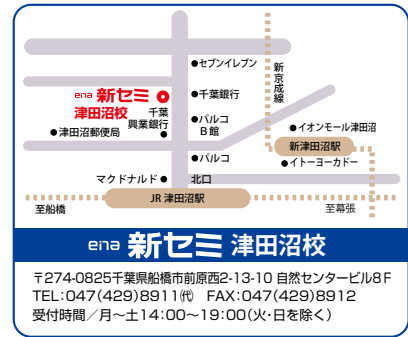 セブンイレブン
新京成線
ena 新セミ
津田沼校
千葉銀行
千葉
興業銀行
パルコ
B館
津田沼郵便局
イオンモール津田沼
新津田沼駅
パルコ
イトーヨーカドー
マクドナルド
北口
JR 津田沼駅
至船橋
至幕張
ena 新セミ 津田沼校
〒274-0825千葉県船橋市前原西2-13-10 自然センタービル8F
TEL:047(429)8911㈹ FAX:047(429)8912
受付時間／月〜土14:00〜19:00(火・日を除く)